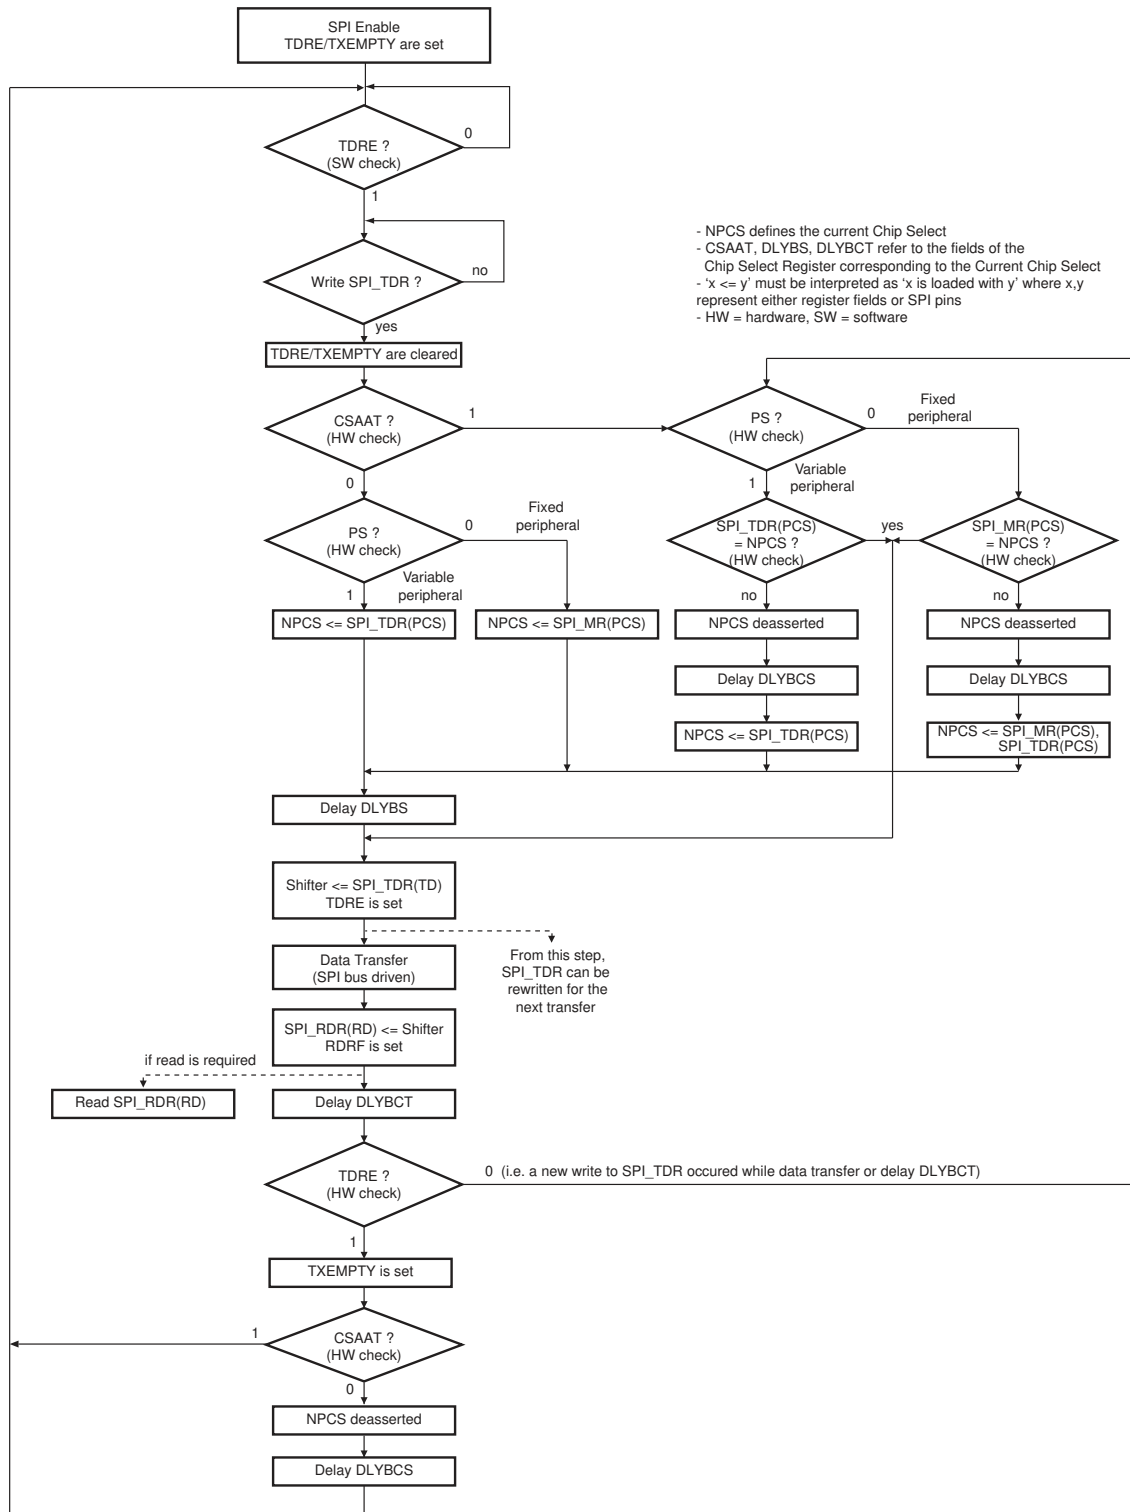 SPI Enable
TDRE/TXEMPTY are set
TDRE ?
(SW check)
0
1
Write SPI_TDR ?
no
yes
- NPCS defines the current Chip Select
- CSAAT, DLYBS, DLYBCT refer to the fields of the
Chip Select Register corresponding to the Current Chip Select
- ‘x <= y’ must be interpreted as ‘x is loaded with y’ where x,y
represent either register fields or SPI pins
- HW = hardware, SW = software
TDRE/TXEMPTY are cleared
CSAAT ?
(HW check)
1
0
PS ?
(HW check)
0
Fixed
peripheral
1
Variable
peripheral
PS ?
(HW check)
0
Fixed
peripheral
1
Variable
peripheral
SPI_TDR(PCS)
= NPCS ?
(HW check)
yes
no
SPI_MR(PCS)
= NPCS ?
(HW check)
no
NPCS <= SPI_TDR(PCS)
NPCS <= SPI_MR(PCS)
NPCS deasserted
NPCS deasserted
Delay DLYBCS
Delay DLYBCS
NPCS <= SPI_TDR(PCS)
NPCS <= SPI_MR(PCS),
SPI_TDR(PCS)
Delay DLYBS
Shifter <= SPI_TDR(TD)
TDRE is set
Data Transfer
(SPI bus driven)
From this step,
SPI_TDR can be
rewritten for the
next transfer
SPI_RDR(RD) <= Shifter
RDRF is set
if read is required
Read SPI_RDR(RD)
Delay DLYBCT
TDRE ?
(HW check)
0 (i.e. a new write to SPI_TDR occured while data transfer or delay DLYBCT)
1
TXEMPTY is set
CSAAT ?
(HW check)
1
0
NPCS deasserted
Delay DLYBCS